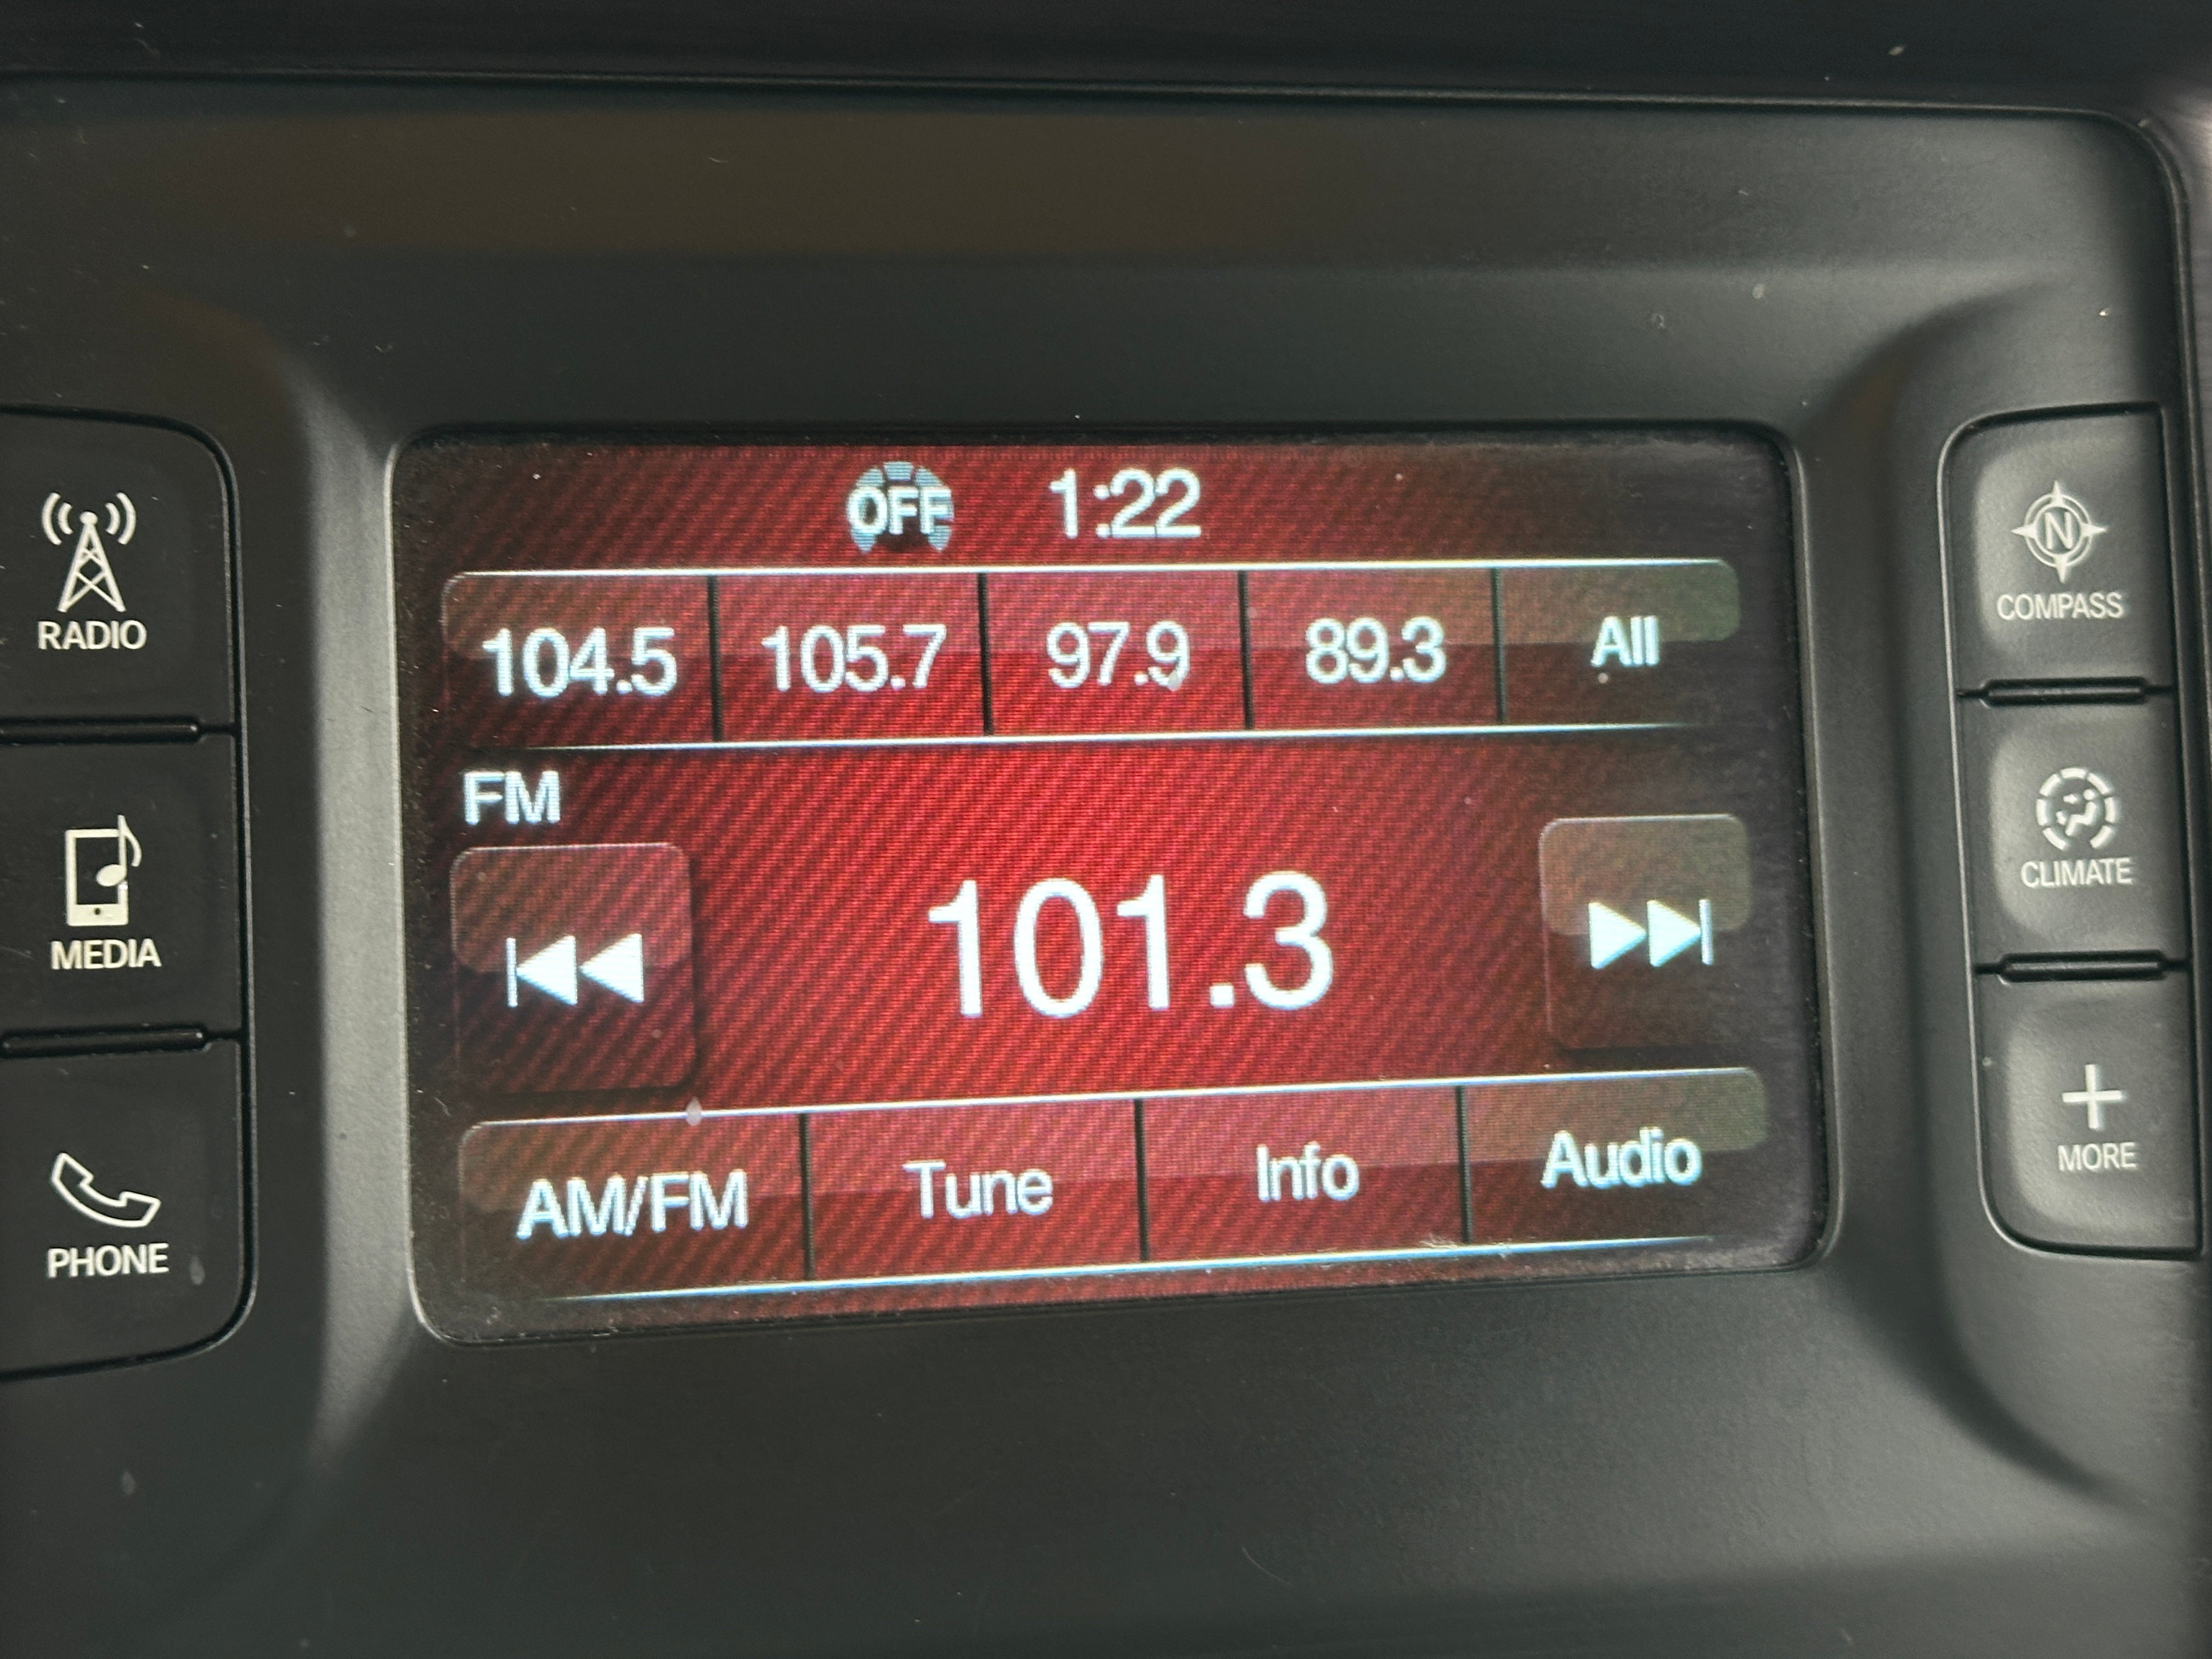 OFF 1:22
104.5 105.7 97.9 89.3 All
FM
101.3
AM/FM Tune Info Audio
RADIO
MEDIA
PHONE
N
COMPASS
CLIMATE
MORE